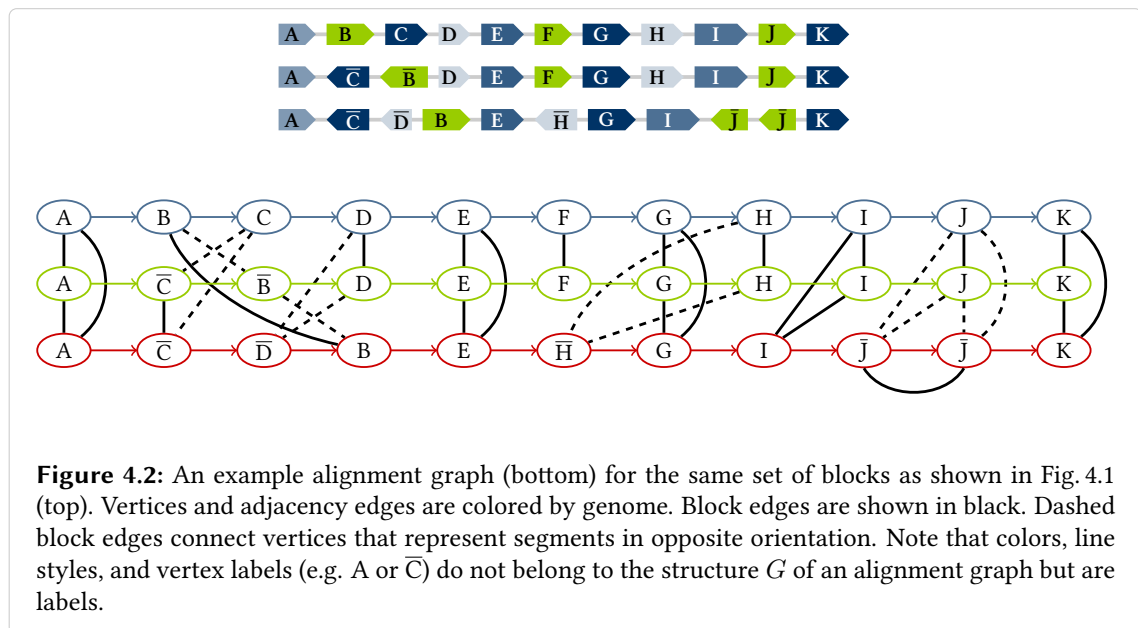 A B C D E F G H I J K
A C̅ B̅ D E F G H I J K
A C̅ D̅ B E H̅ G I J̅ J̅ K
A B C D E F G H I J K
A C̅ B̅ D E F G H I J K
A C̅ D̅ B E H̅ G I J̅ J̅ K
Figure 4.2: An example alignment graph (bottom) for the same set of blocks as shown in Fig. 4.1
(top). Vertices and adjacency edges are colored by genome. Block edges are shown in black. Dashed
block edges connect vertices that represent segments in opposite orientation. Note that colors, line
styles, and vertex labels (e.g. A or C̅) do not belong to the structure G of an alignment graph but are
labels.